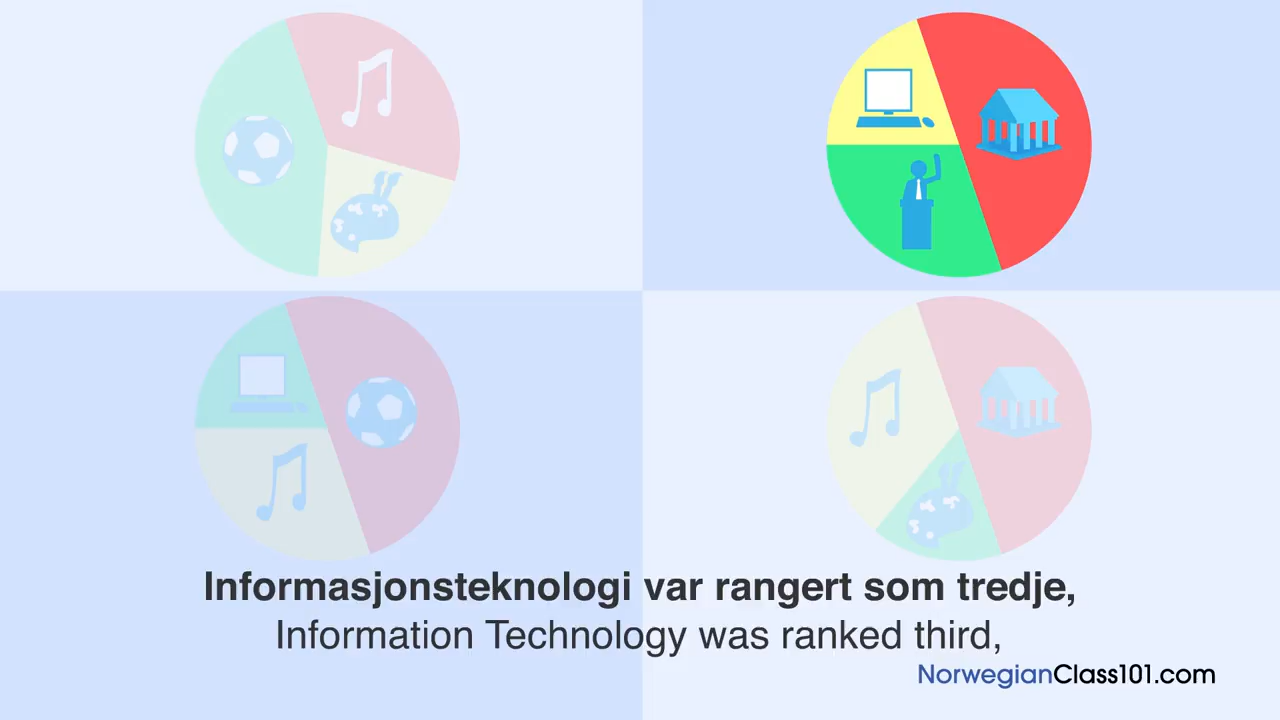 Informasjonsteknologi var rangert som tredje,
Information Technology was ranked third,
NorwegianClass101.com